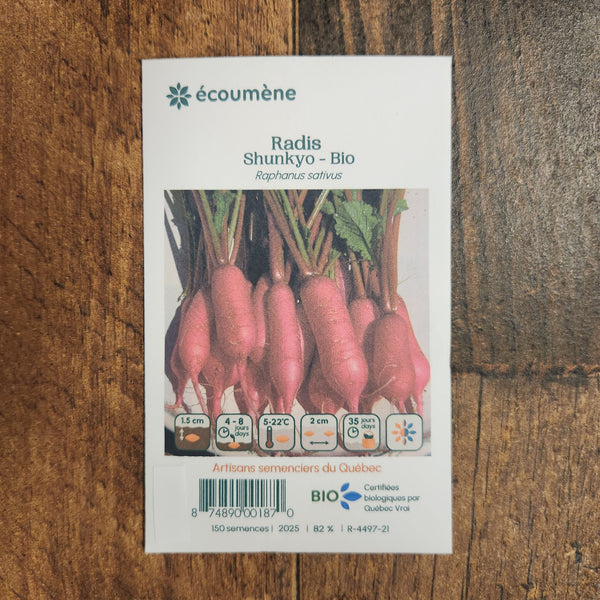 écoumène
Radis
Shunkyo - Bio
Raphanus sativus
1.5 cm
4 - 8 jours days
5-22°C
2 cm
35 jours days
Artisans semenciers du Québec
8 74890 00187 0
BIO
Certifiées
biologiques par
Québec Vrai
150 semences | 2025 | 82 % | R-4497-21